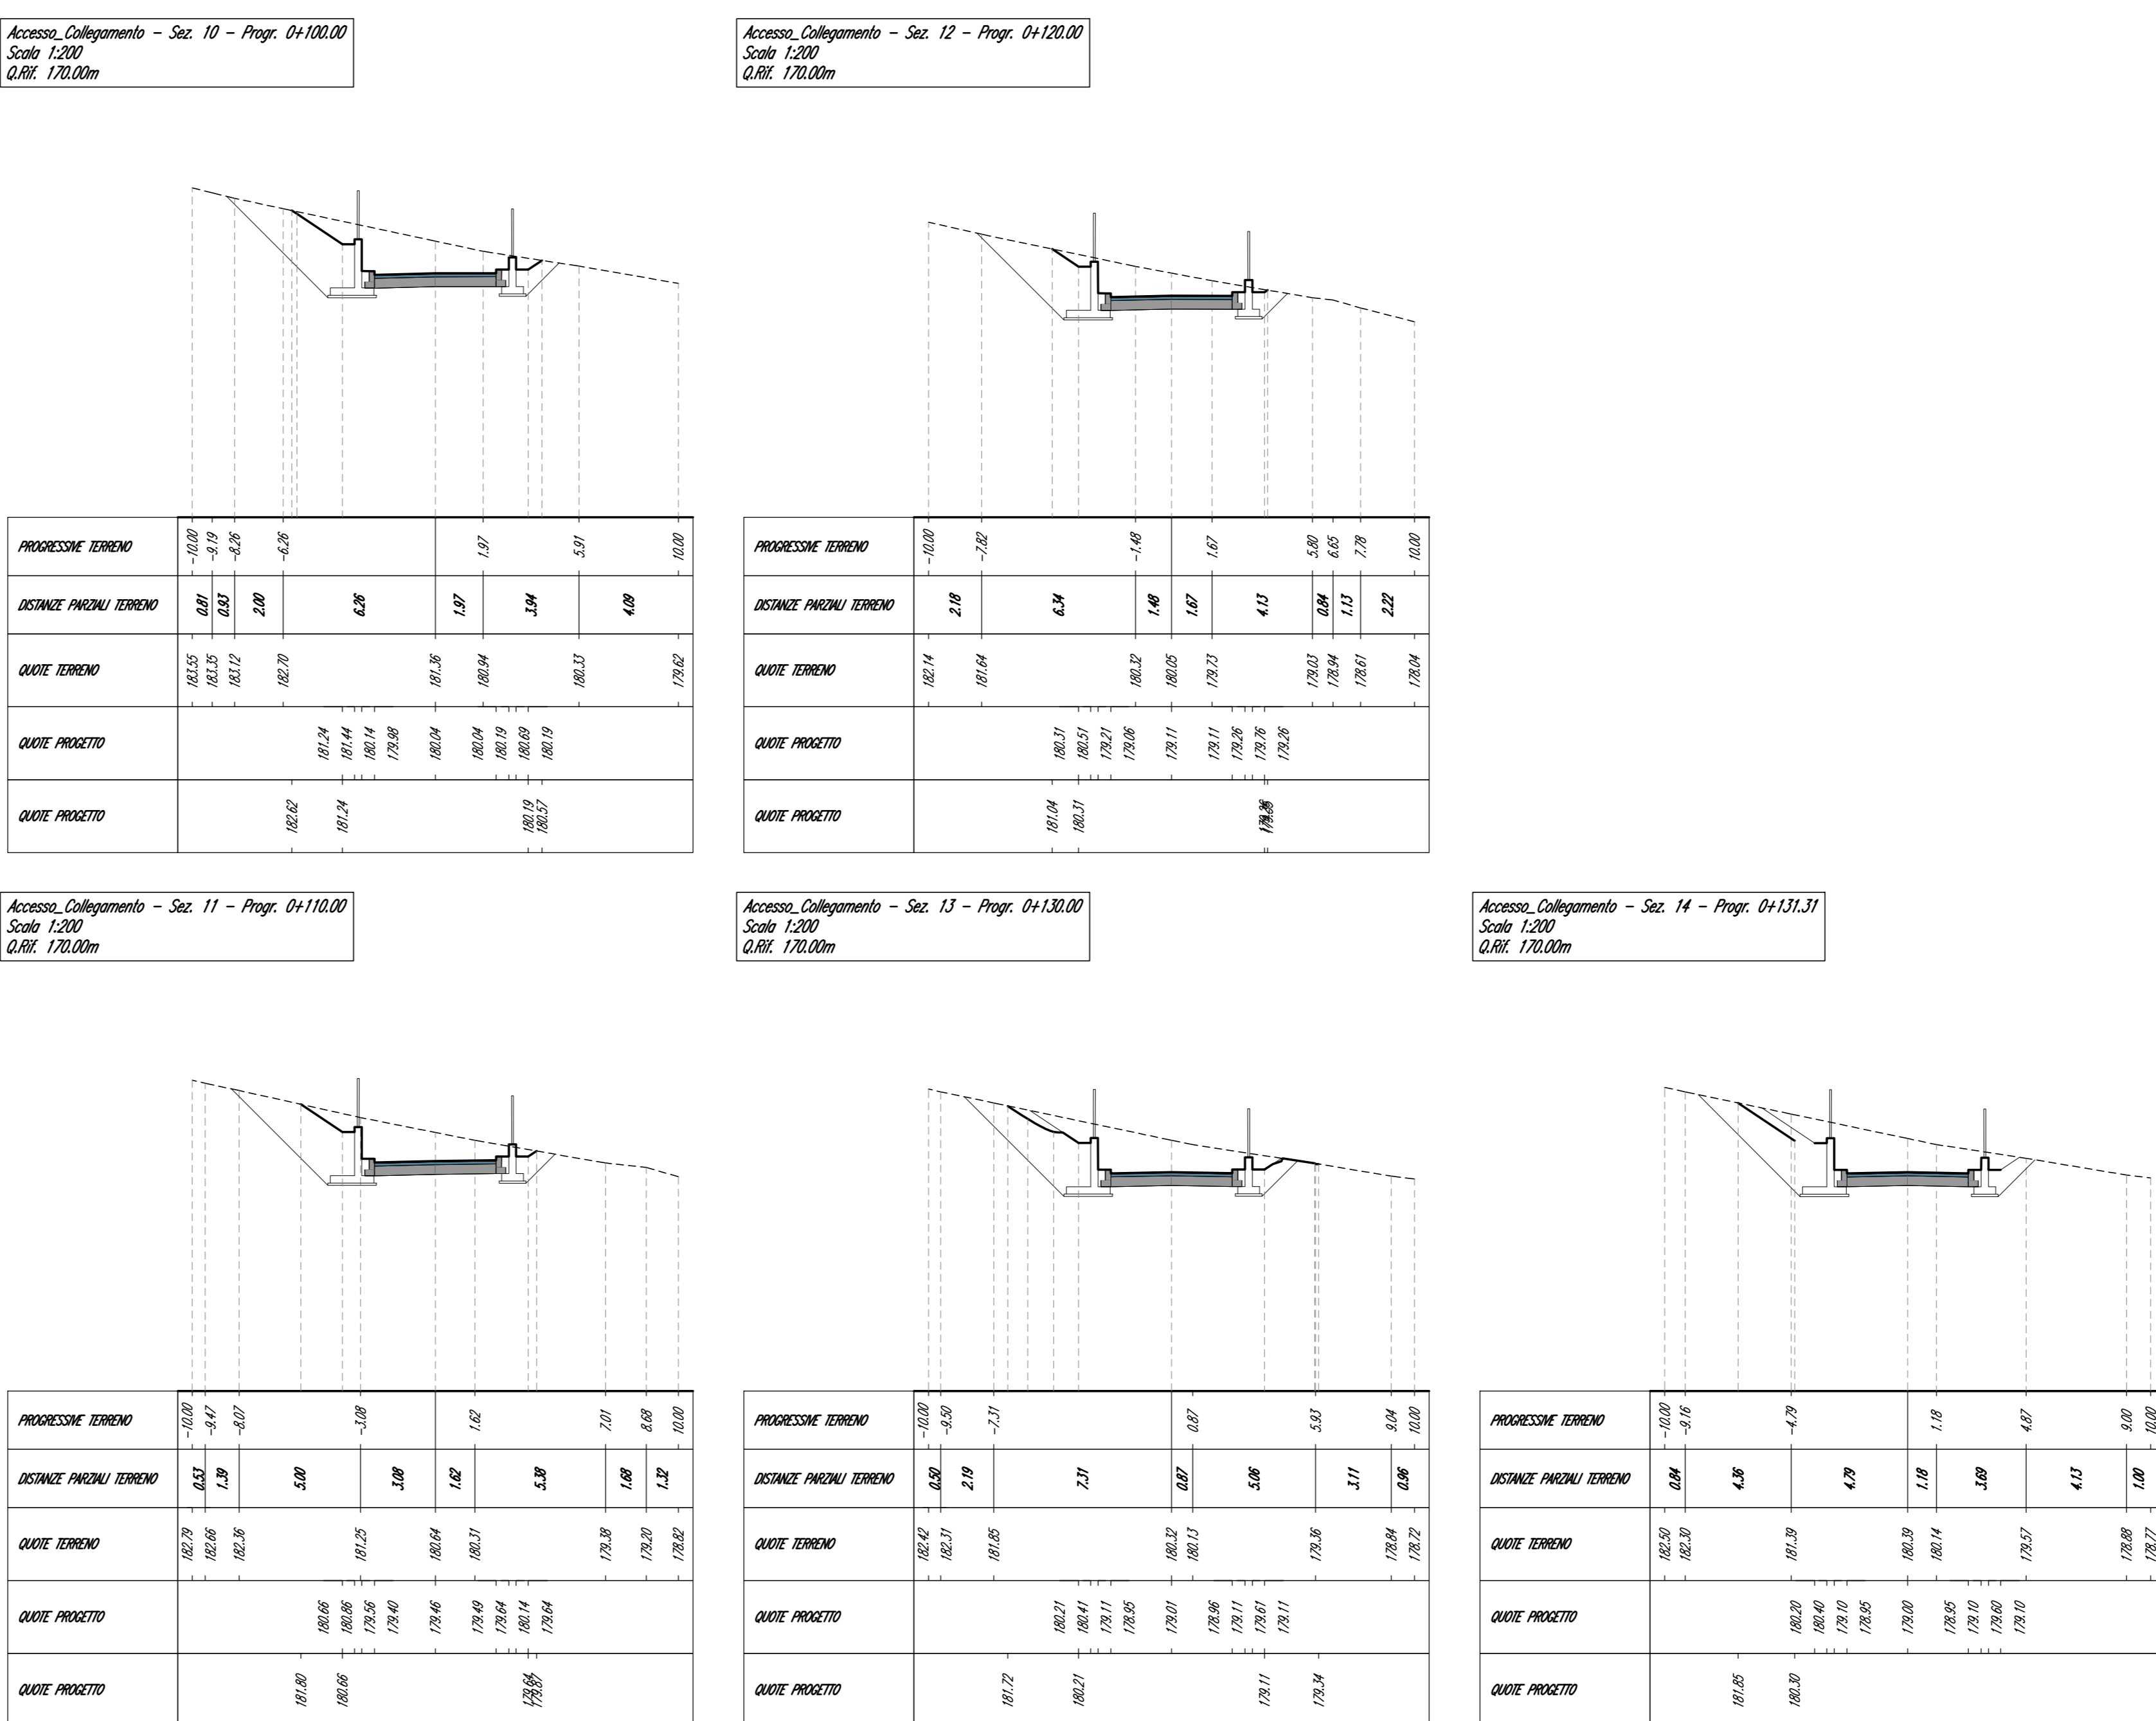 Accesso_Collegamento - Sez. 10 - Progr. 0+100.00
Scala 1:200
Q.Rif. 170.00m
PROGRESSIVE TERRENO -10.00 -9.19 -8.26 -6.26 1.97 5.91 10.00
DISTANZE PARZIALI TERRENO 0.81 0.93 2.00 6.26 1.97 3.94 4.09
QUOTE TERRENO 183.55 183.35 183.12 182.70 181.36 180.94 180.33 179.62
QUOTE PROGETTO 181.24 181.44 180.14 179.98 180.04 180.04 180.19 180.69 180.19
QUOTE PROGETTO 182.62 181.24 180.19 180.57
Accesso_Collegamento - Sez. 12 - Progr. 0+120.00
Scala 1:200
Q.Rif. 170.00m
PROGRESSIVE TERRENO -10.00 -7.82 -1.48 1.67 5.80 6.65 7.78 10.00
DISTANZE PARZIALI TERRENO 2.18 6.34 1.48 1.67 4.13 0.84 1.13 2.22
QUOTE TERRENO 182.14 181.64 180.32 180.05 179.73 179.03 178.94 178.61 178.04
QUOTE PROGETTO 180.31 180.51 179.21 179.06 179.11 179.11 179.26 179.76 179.26
QUOTE PROGETTO 181.04 180.31
Accesso_Collegamento - Sez. 11 - Progr. 0+110.00
Scala 1:200
Q.Rif. 170.00m
PROGRESSIVE TERRENO -10.00 -9.47 -8.07 -3.08 1.62 7.01 8.68 10.00
DISTANZE PARZIALI TERRENO 0.53 1.39 5.00 3.08 1.62 5.38 1.68 1.32
QUOTE TERRENO 182.79 182.66 182.36 181.25 180.64 180.31 179.38 179.20 178.82
QUOTE PROGETTO 180.66 180.86 179.56 179.40 179.46 179.49 179.64 180.14 179.64
QUOTE PROGETTO 181.80 180.66 179.64 179.87
Accesso_Collegamento - Sez. 13 - Progr. 0+130.00
Scala 1:200
Q.Rif. 170.00m
PROGRESSIVE TERRENO -10.00 -9.50 -7.31 0.87 5.93 9.04 10.00
DISTANZE PARZIALI TERRENO 0.50 2.19 7.31 0.87 5.06 3.11 0.96
QUOTE TERRENO 182.42 182.31 181.85 180.32 180.13 179.36 178.84 178.72
QUOTE PROGETTO 180.21 180.41 179.11 178.95 179.01 178.96 179.11 179.61 179.11
QUOTE PROGETTO 181.72 180.21 179.11 179.34
Accesso_Collegamento - Sez. 14 - Progr. 0+131.31
Scala 1:200
Q.Rif. 170.00m
PROGRESSIVE TERRENO -10.00 -9.16 -4.79 1.18 4.87 9.00 10.00
DISTANZE PARZIALI TERRENO 0.84 4.36 4.79 1.18 3.69 4.13 1.00
QUOTE TERRENO 182.50 182.30 181.39 180.39 180.14 179.57 178.88 178.77
QUOTE PROGETTO 180.20 180.40 179.10 178.95 179.00 178.95 179.10 179.60 179.10
QUOTE PROGETTO 181.85 180.30